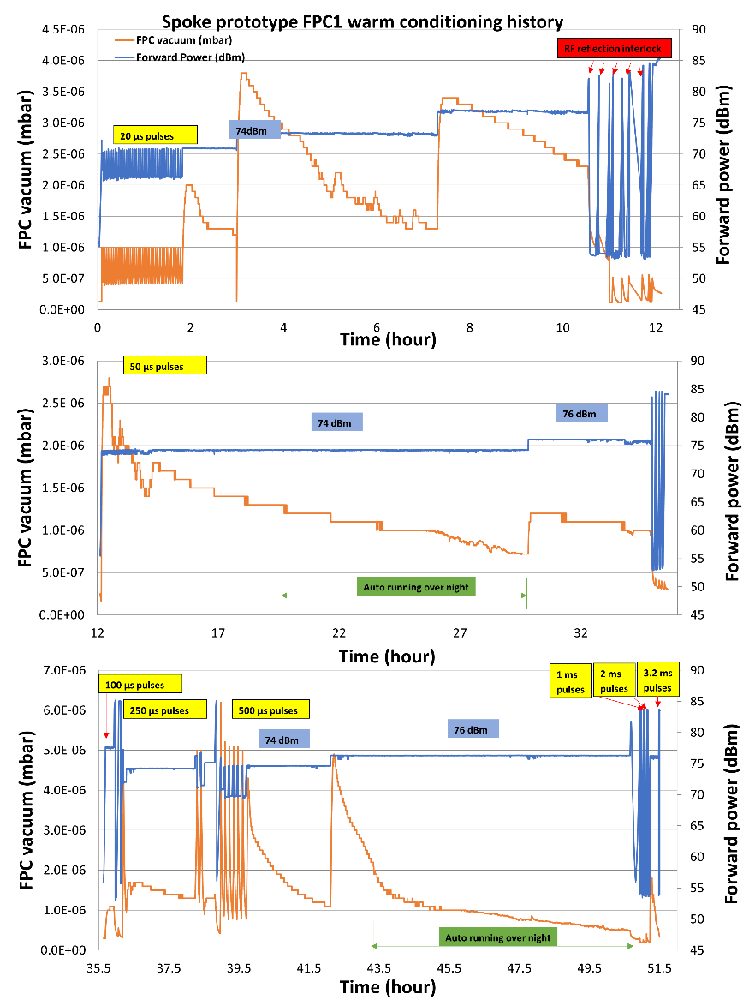 Spoke prototype FPC1 warm conditioning history
4.5E-06
4.0E-06
3.5E-06
3.0E-06
2.5E-06
2.0E-06
1.5E-06
1.0E-06
5.0E-07
0.0E+00
FPC vacuum (mbar)
FPC vacuum (mbar)
Forward Power (dBm)
20 µs pulses
74dBm
RF reflection interlock
90
85
80
75
70
65
60
55
50
45
Forward power (dBm)
0
2
4
6
8
10
12
Time (hour)
3.0E-06
2.5E-06
2.0E-06
1.5E-06
1.0E-06
5.0E-07
0.0E+00
FPC vacuum (mbar)
50 µs pulses
74 dBm
76 dBm
Auto running over night
90
85
80
75
70
65
60
55
50
45
Forward power (dBm)
12
17
22
27
32
Time (hour)
7.0E-06
6.0E-06
5.0E-06
4.0E-06
3.0E-06
2.0E-06
1.0E-06
0.0E+00
FPC vacuum (mbar)
100 µs pulses
250 µs pulses
500 µs pulses
74 dBm
76 dBm
1 ms
pulses
2 ms
pulses
3.2 ms
pulses
Auto running over night
90
85
80
75
70
65
60
55
50
45
Forward power (dBm)
35.5
37.5
39.5
41.5
43.5
45.5
47.5
49.5
51.5
Time (hour)